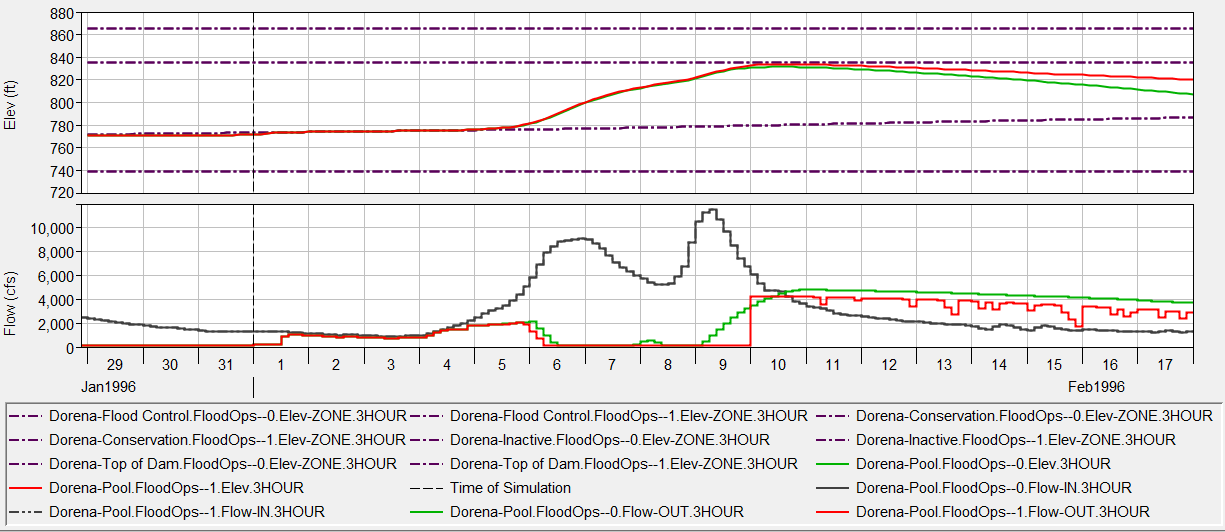 880
860
840
820
800
780
760
740
720
Elev (ft)
10,000
8,000
6,000
4,000
2,000
0
Flow (cfs)
29 30 31 1 2 3 4 5 6 7 8 9 10 11 12 13 14 15 16 17
Jan1996 Feb1996
Dorena-Flood Control.FloodOps--0.Elev-ZONE.3HOUR Dorena-Flood Control.FloodOps--1.Elev-ZONE.3HOUR Dorena-Conservation.FloodOps--0.Elev-ZONE.3HOUR
Dorena-Conservation.FloodOps--1.Elev-ZONE.3HOUR Dorena-Inactive.FloodOps--0.Elev-ZONE.3HOUR Dorena-Inactive.FloodOps--1.Elev-ZONE.3HOUR
Dorena-Top of Dam.FloodOps--0.Elev-ZONE.3HOUR Dorena-Top of Dam.FloodOps--1.Elev-ZONE.3HOUR Dorena-Pool.FloodOps--0.Elev.3HOUR
Dorena-Pool.FloodOps--1.Elev.3HOUR Time of Simulation Dorena-Pool.FloodOps--0.Flow-IN.3HOUR
Dorena-Pool.FloodOps--1.Flow-IN.3HOUR Dorena-Pool.FloodOps--0.Flow-OUT.3HOUR Dorena-Pool.FloodOps--1.Flow-OUT.3HOUR